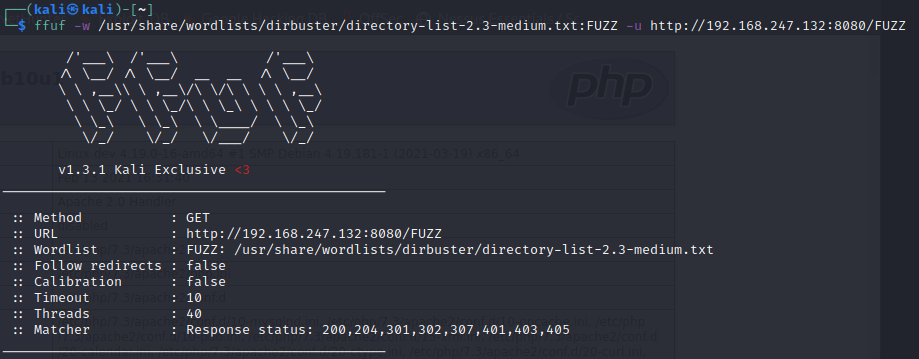 ┌──(kali㉿kali)-[~]
└─$ ffuf -w /usr/share/wordlists/dirbuster/directory-list-2.3-medium.txt:FUZZ -u http://192.168.247.132:8080/FUZZ
php
v1.3.1 Kali Exclusive <3
:: Method : GET
:: URL : http://192.168.247.132:8080/FUZZ
:: Wordlist : FUZZ: /usr/share/wordlists/dirbuster/directory-list-2.3-medium.txt
:: Follow redirects : false
:: Calibration : false
:: Timeout : 10
:: Threads : 40
:: Matcher : Response status: 200,204,301,302,307,401,403,405